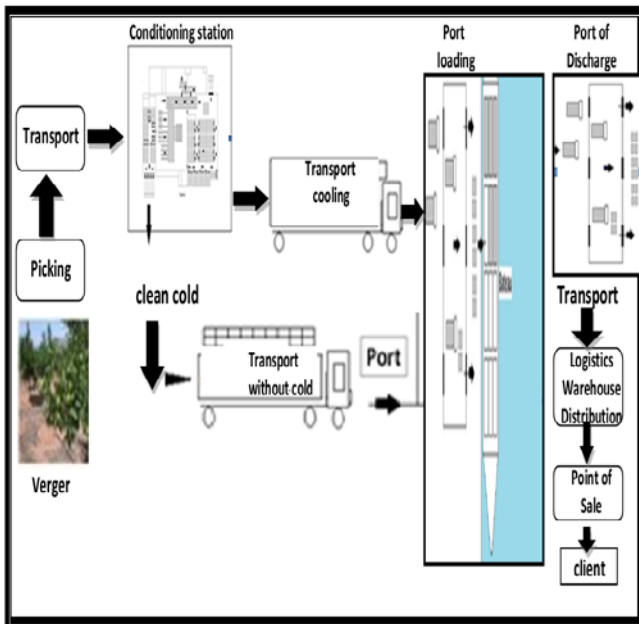 Conditioning station
Port
loading
Port of
Discharge
Transport
Transport
cooling
Picking
clean cold
Transport
without cold
Port
Verger
Bateau
Transport
Logistics
Warehouse
Distribution
Point of
Sale
client